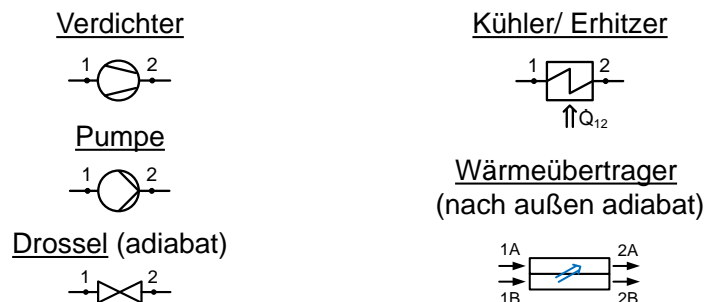 Verdichter
1 2
Pumpe
1 2
Drossel (adiabat)
1 2
Kühler/ Erhitzer
1 2
Q̇₁₂
Wärmeübertrager
(nach außen adiabat)
1A 2A
1B 2B